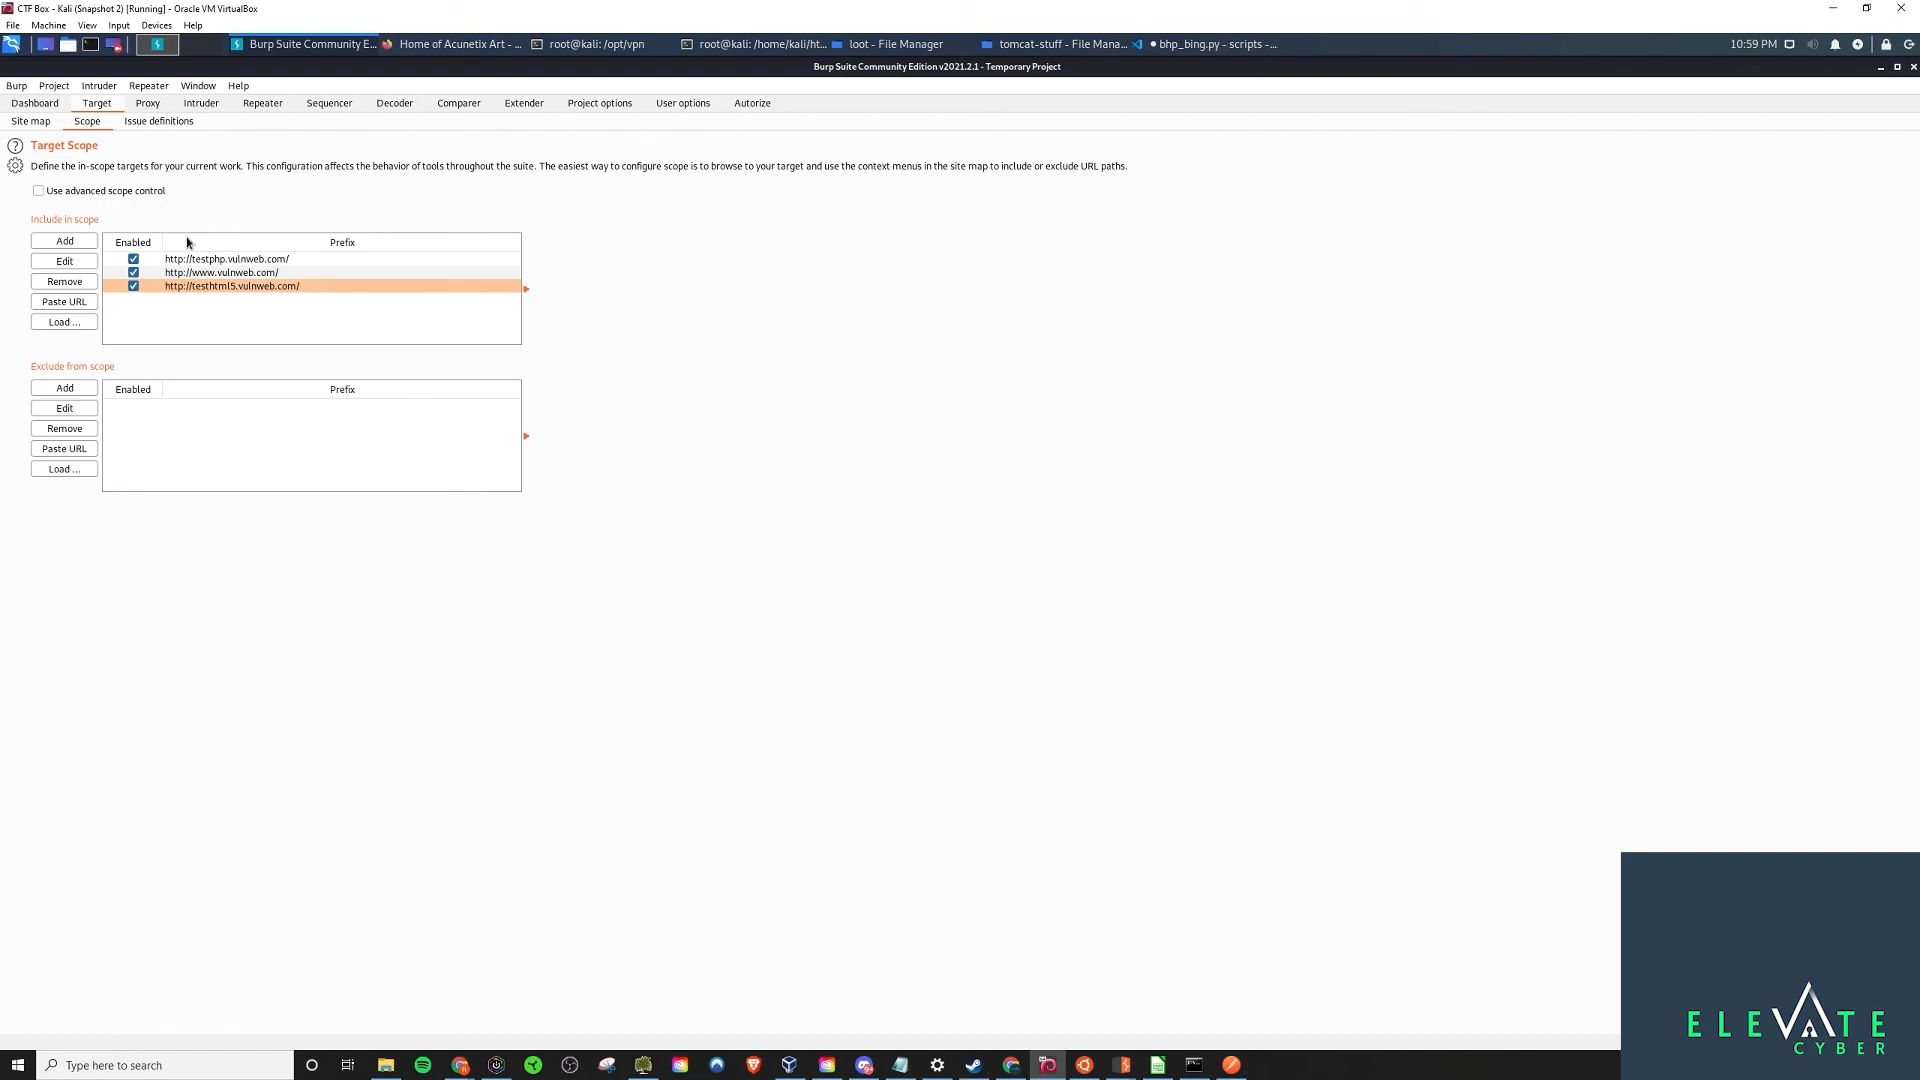 CTF Box - Kali (Snapshot 2) [Running] - Oracle VM VirtualBox
File Machine View Input Devices Help
Burp Suite Community E... Home of Acunetix Art - ... root@kali: /opt/vpn root@kali: /home/kali/ht... loot - File Manager tomcat-stuff - File Mana... bhp_bing.py - scripts -... 10:59 PM
Burp Suite Community Edition v2021.2.1 - Temporary Project
Burp Project Intruder Repeater Window Help
Dashboard Target Proxy Intruder Repeater Sequencer Decoder Comparer Extender Project options User options Autorize
Site map Scope Issue definitions
Target Scope
Define the in-scope targets for your current work. This configuration affects the behavior of tools throughout the suite. The easiest way to configure scope is to browse to your target and use the context menus in the site map to include or exclude URL paths.
Use advanced scope control
Include in scope
Add
Edit
Remove
Paste URL
Load ...
Enabled Prefix
http://testphp.vulnweb.com/
http://www.vulnweb.com/
http://testhtml5.vulnweb.com/
Exclude from scope
Add
Edit
Remove
Paste URL
Load ...
Enabled Prefix
ELEVATE
CYBER
Type here to search